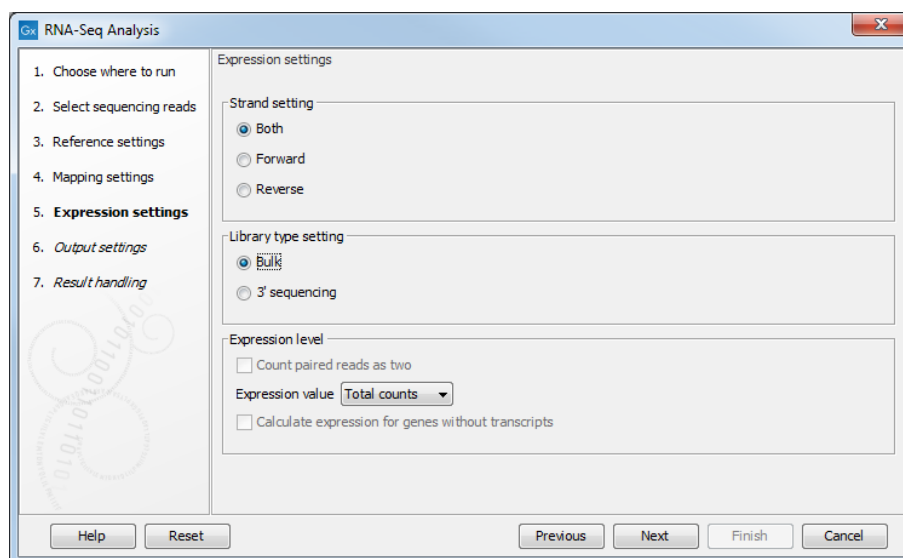 Gx RNA-Seq Analysis
1. Choose where to run
2. Select sequencing reads
3. Reference settings
4. Mapping settings
5. Expression settings
6. Output settings
7. Result handling
Expression settings
Strand setting
Both
Forward
Reverse
Library type setting
Bulk
3' sequencing
Expression level
Count paired reads as two
Expression value Total counts
Calculate expression for genes without transcripts
Help Reset Previous Next Finish Cancel